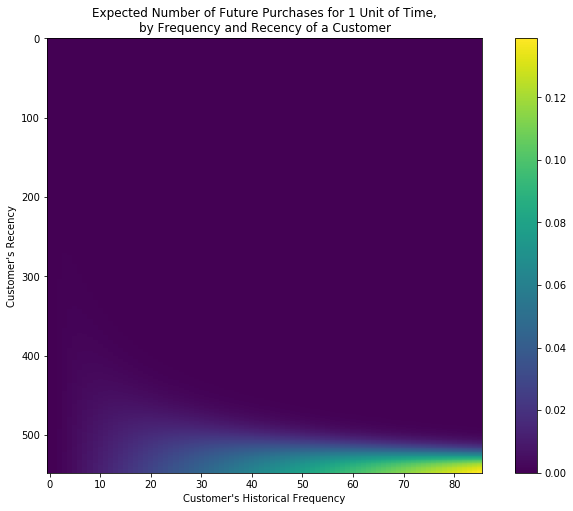 Expected Number of Future Purchases for 1 Unit of Time,
by Frequency and Recency of a Customer
0
100
200
300
400
500
Customer's Recency
0 10 20 30 40 50 60 70 80
Customer's Historical Frequency
0.12
0.10
0.08
0.06
0.04
0.02
0.00